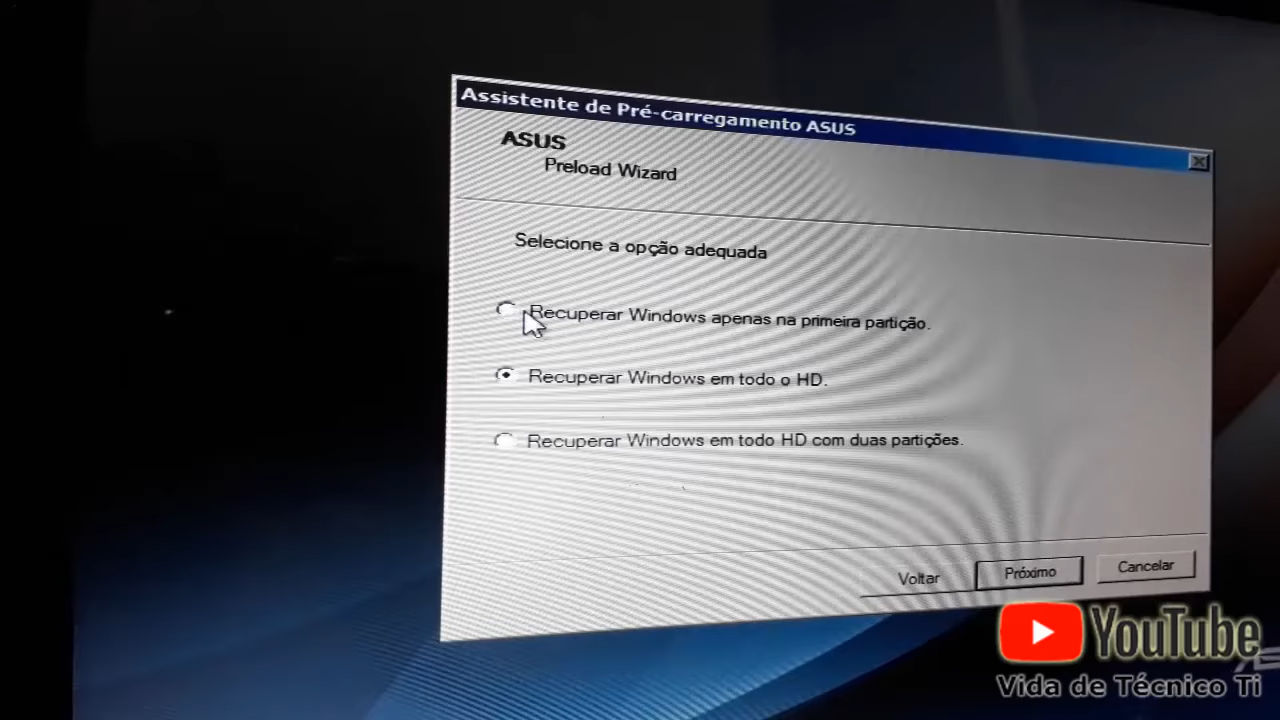 Assistente de Pré-carregamento ASUS
ASUS
Preload Wizard
Selecione a opção adequada
Recuperar Windows apenas na primeira partição.
Recuperar Windows em todo o HD.
Recuperar Windows em todo HD com duas partições.
Voltar
Próximo
Cancelar
YouTube
Vida de Técnico Ti